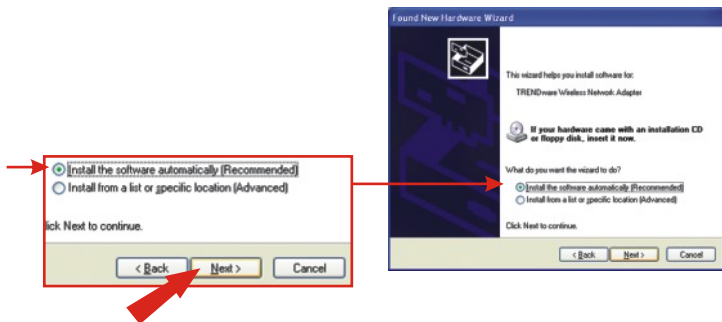 Install the software automatically (Recommended)
Install from a list or specific location (Advanced)
lick Next to continue.
< Back
Next >
Cancel
Found New Hardware Wizard
This wizard helps you install software for:
TRENDware Wireless Network Adapter
If your hardware came with an installation CD
or floppy disk, insert it now.
What do you want the wizard to do?
Install the software automatically (Recommended)
Install from a list or specific location (Advanced)
Click Next to continue.
< Back
Next >
Cancel